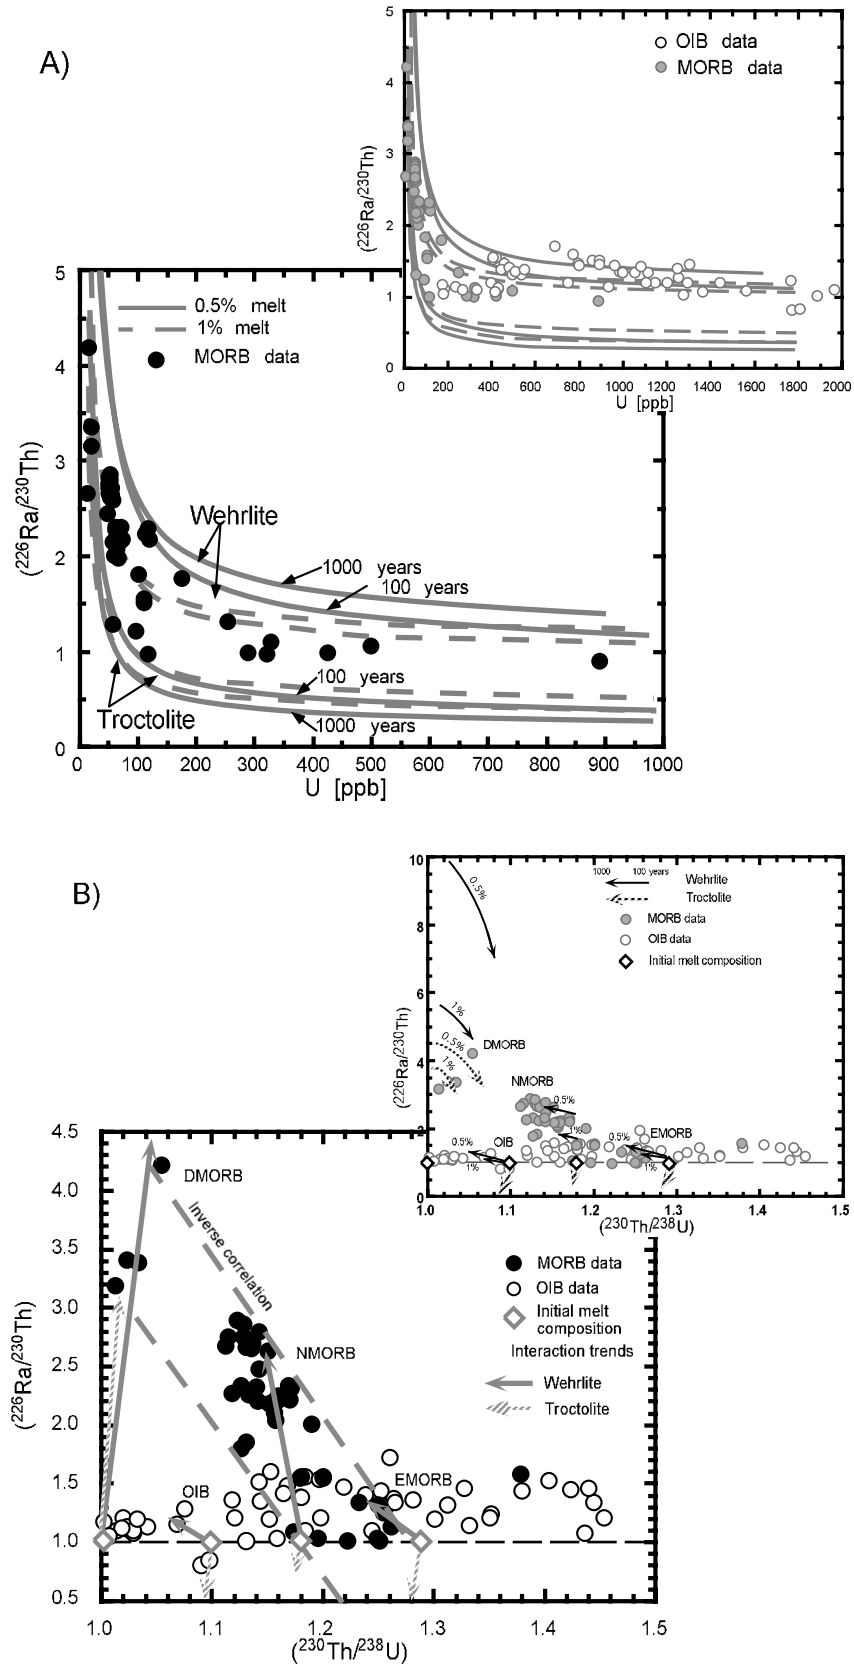 A)
5
4
3
2
1
0
(226Ra/230Th)
OIB data
MORB data
0 200 400 600 800 1000 1200 1400 1600 1800 2000
U [ppb]
5
4
3
2
1
0
(226Ra/230Th)
0.5% melt
1% melt
MORB data
Wehrlite
1000 years
100 years
100 years
1000 years
Troctolite
0 100 200 300 400 500 600 700 800 900 1000
U [ppb]
B)
10
8
6
4
2
0
(226Ra/230Th)
1000 100 years
Wehrlite
Troctolite
MORB data
OIB data
Initial melt composition
0.5%
1%
0.5%
1%
DMORB
NMORB
0.5%
1%
OIB
0.5%
1%
EMORB
0.5%
1%
1.0 1.1 1.2 1.3 1.4 1.5
(230Th/238U)
4.5
4.0
3.5
3.0
2.5
2.0
1.5
1.0
0.5
(226Ra/230Th)
DMORB
Inverse correlation
NMORB
OIB
EMORB
MORB data
OIB data
Initial melt
composition
Interaction trends
Wehrlite
Troctolite
1.0 1.1 1.2 1.3 1.4 1.5
(230Th/238U)